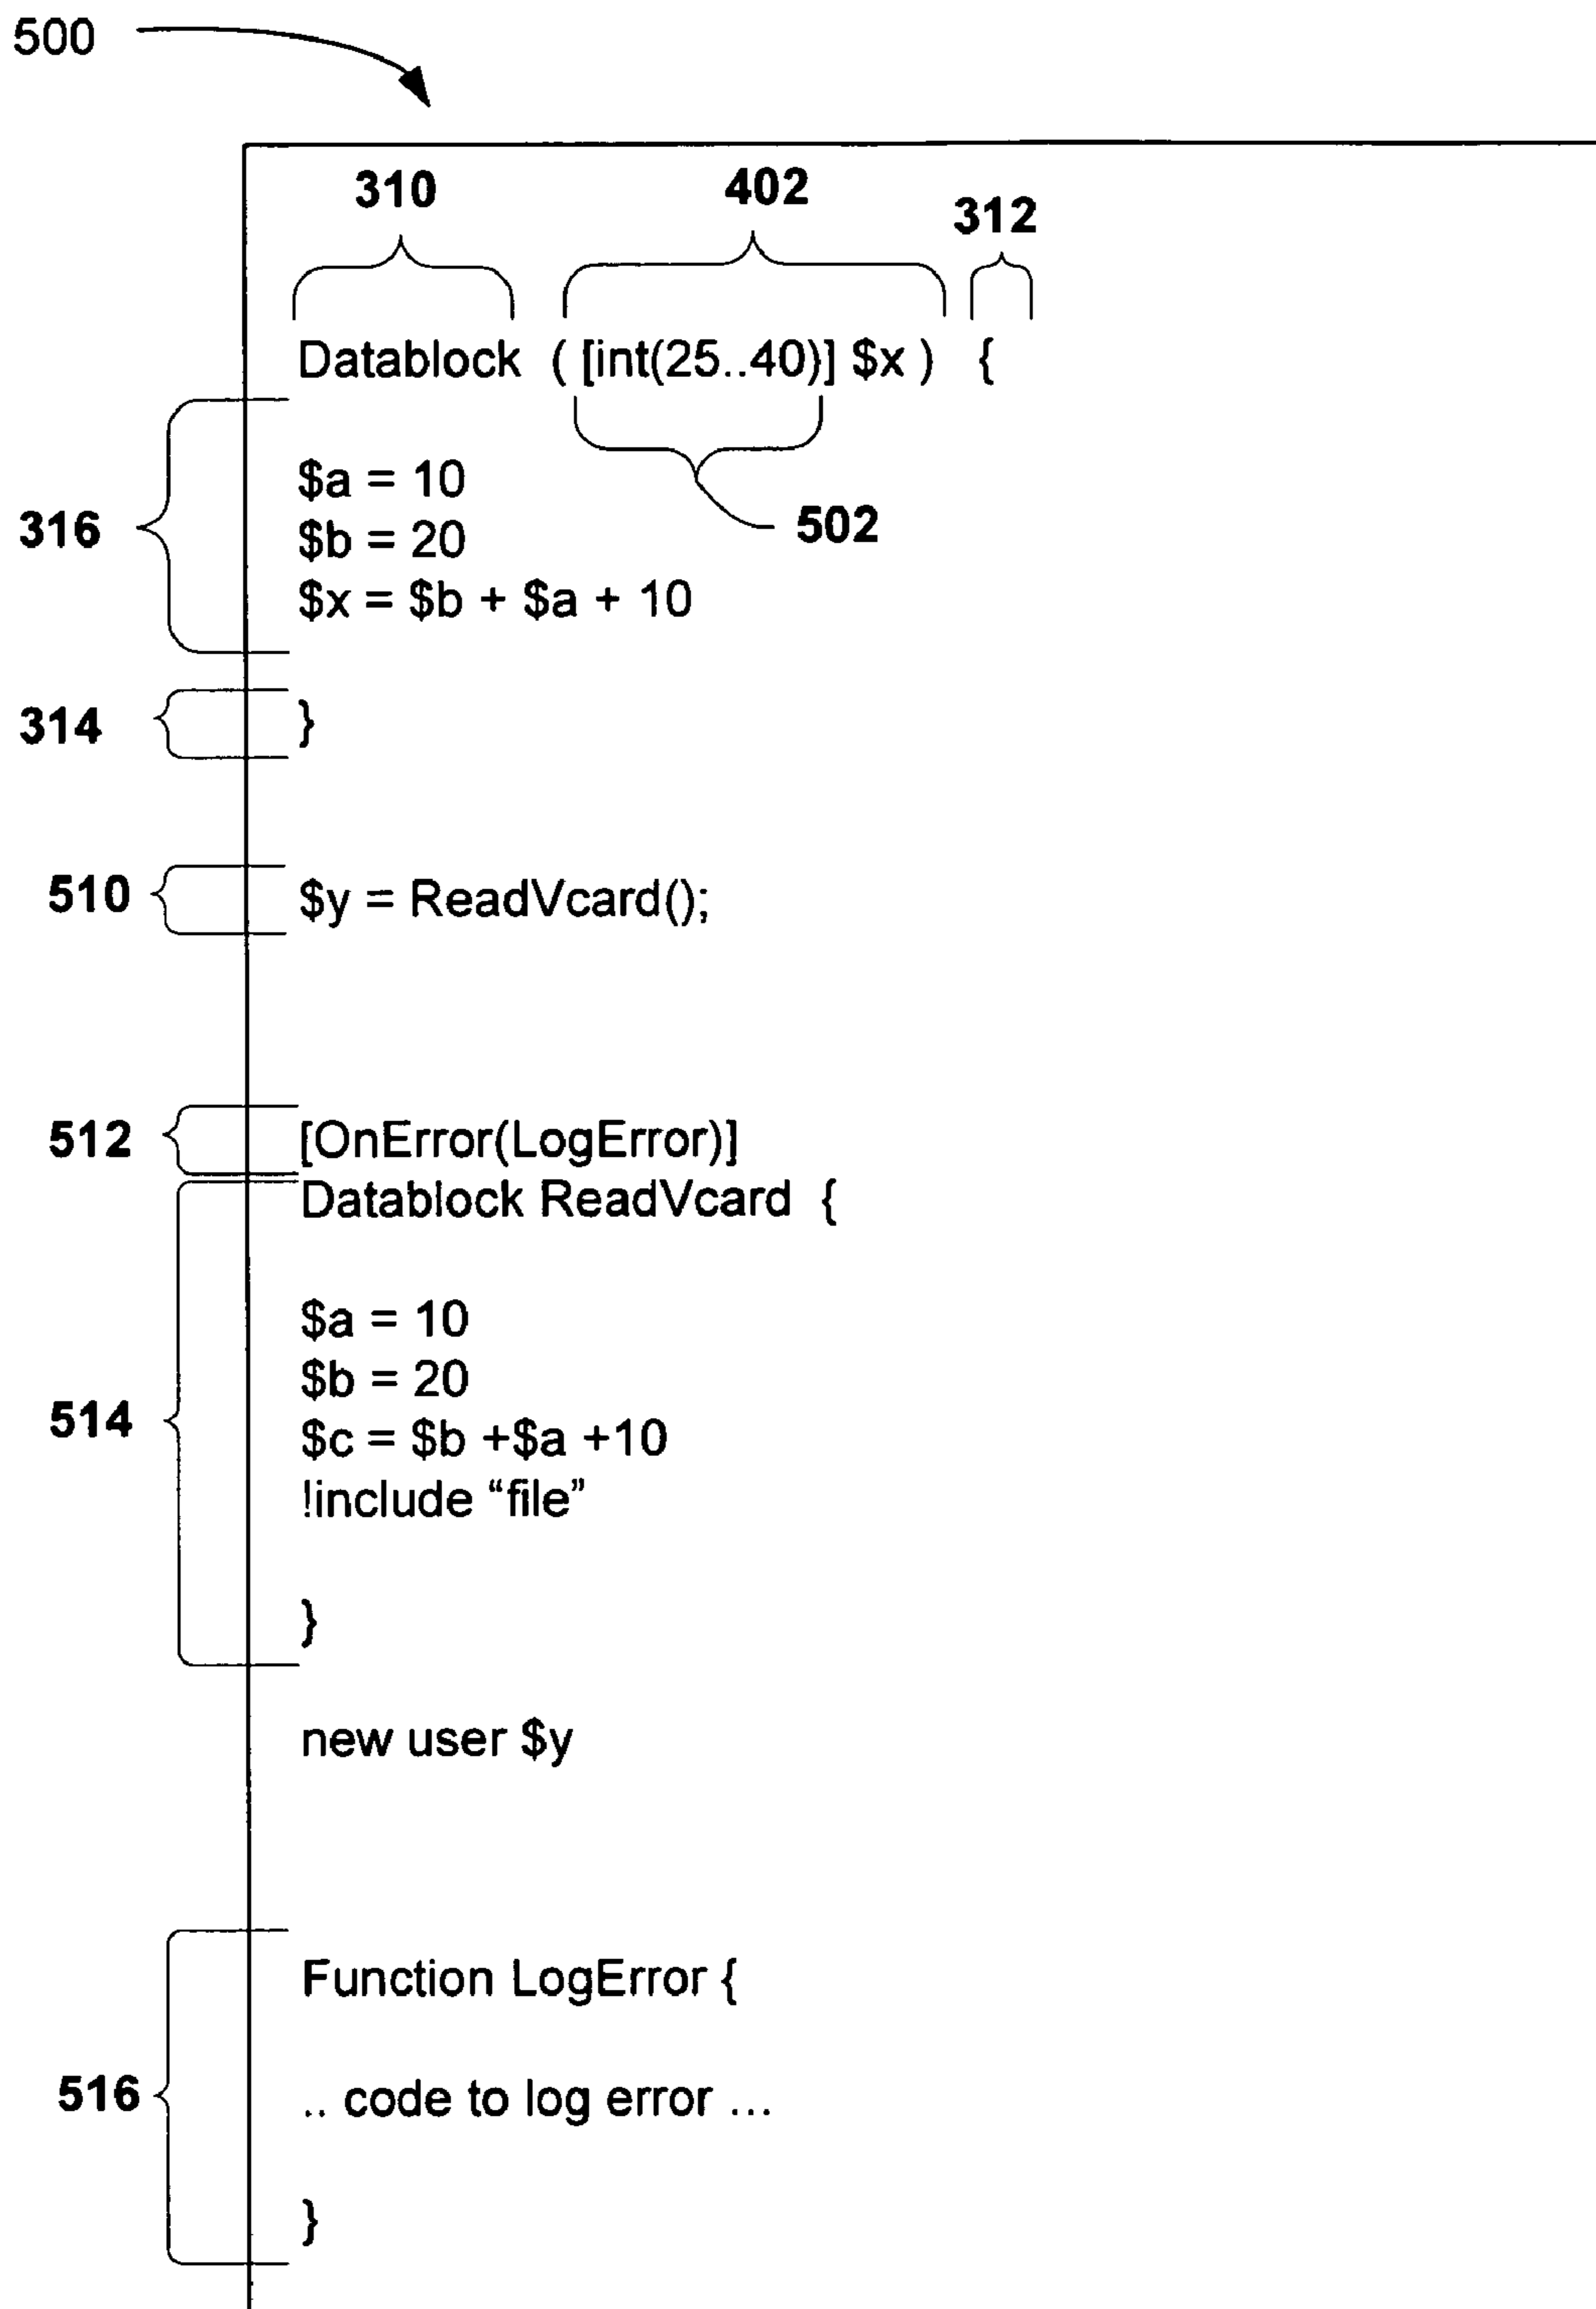 500
310 402 312
Datablock ( [int(25..40)] $x ) {
$a = 10
316 $b = 20 502
$x = $b + $a + 10
314 }
510 $y = ReadVcard();
512 [OnError(LogError)]
Datablock ReadVcard {
$a = 10
$b = 20
514 $c = $b +$a +10
!include “file”
}
new user $y
Function LogError {
516 .. code to log error ...
}